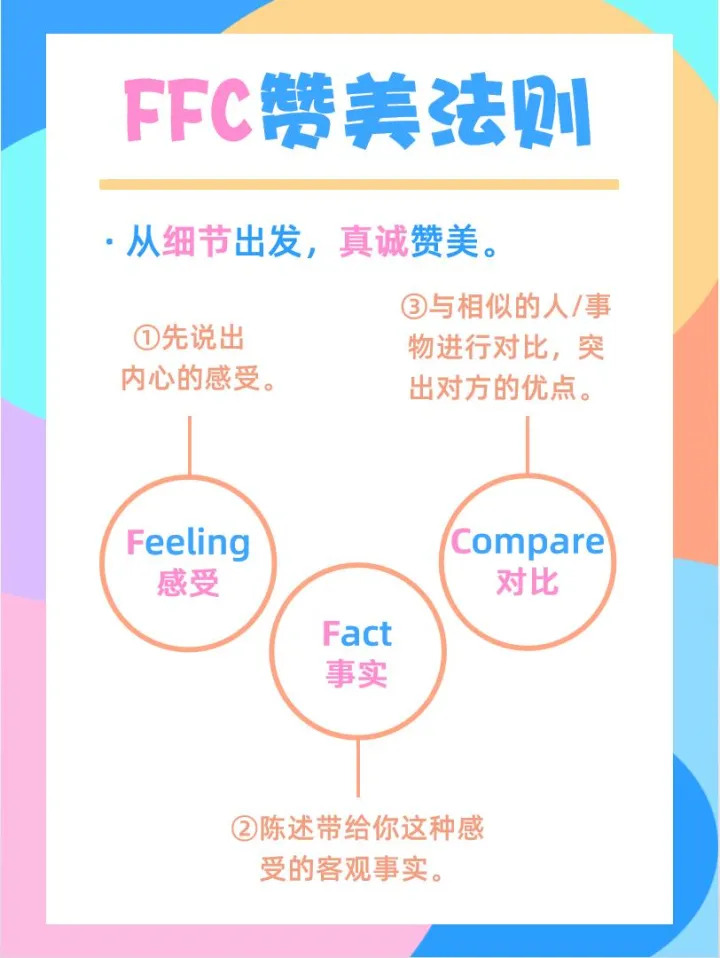 FFC赞美法则
·从细节出发，真诚赞美。
①先说出
内心的感受。
③与相似的人/事
物进行对比，突
出对方的优点。
Feeling
感受
Fact
事实
Compare
对比
②陈述带给你这种感
受的客观事实。